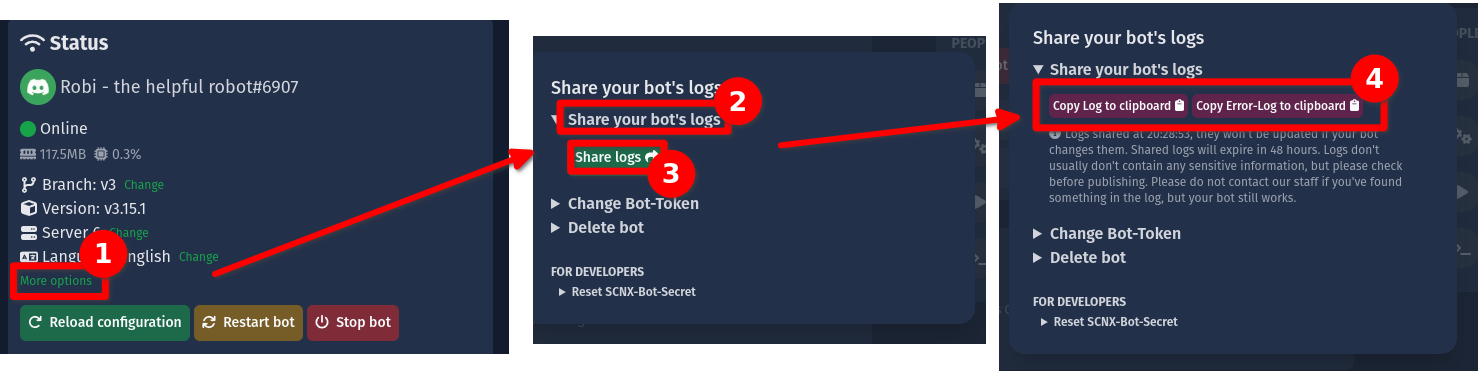 Status
Robi - the helpful robot#6907
Online
117.5MB 0.3%
Branch: v3 Change
Version: v3.15.1
Server Change
English Change
1
More options
Reload configuration Restart bot Stop bot
Share your bot's logs
2
Share your bot's logs
Share logs
3
Change Bot-Token
Delete bot
FOR DEVELOPERS
Reset SCNX-Bot-Secret
Share your bot's logs
Share your bot's logs
4
Copy Log to clipboard Copy Error-Log to clipboard
Logs shared at 20:28:53, they won't be updated if your bot
changes them. Shared logs will expire in 48 hours. Logs don't
usually don't contain any sensitive information, but please check
before publishing. Please do not contact our staff if you've found
something in the log, but your bot still works.
Change Bot-Token
Delete bot
FOR DEVELOPERS
Reset SCNX-Bot-Secret